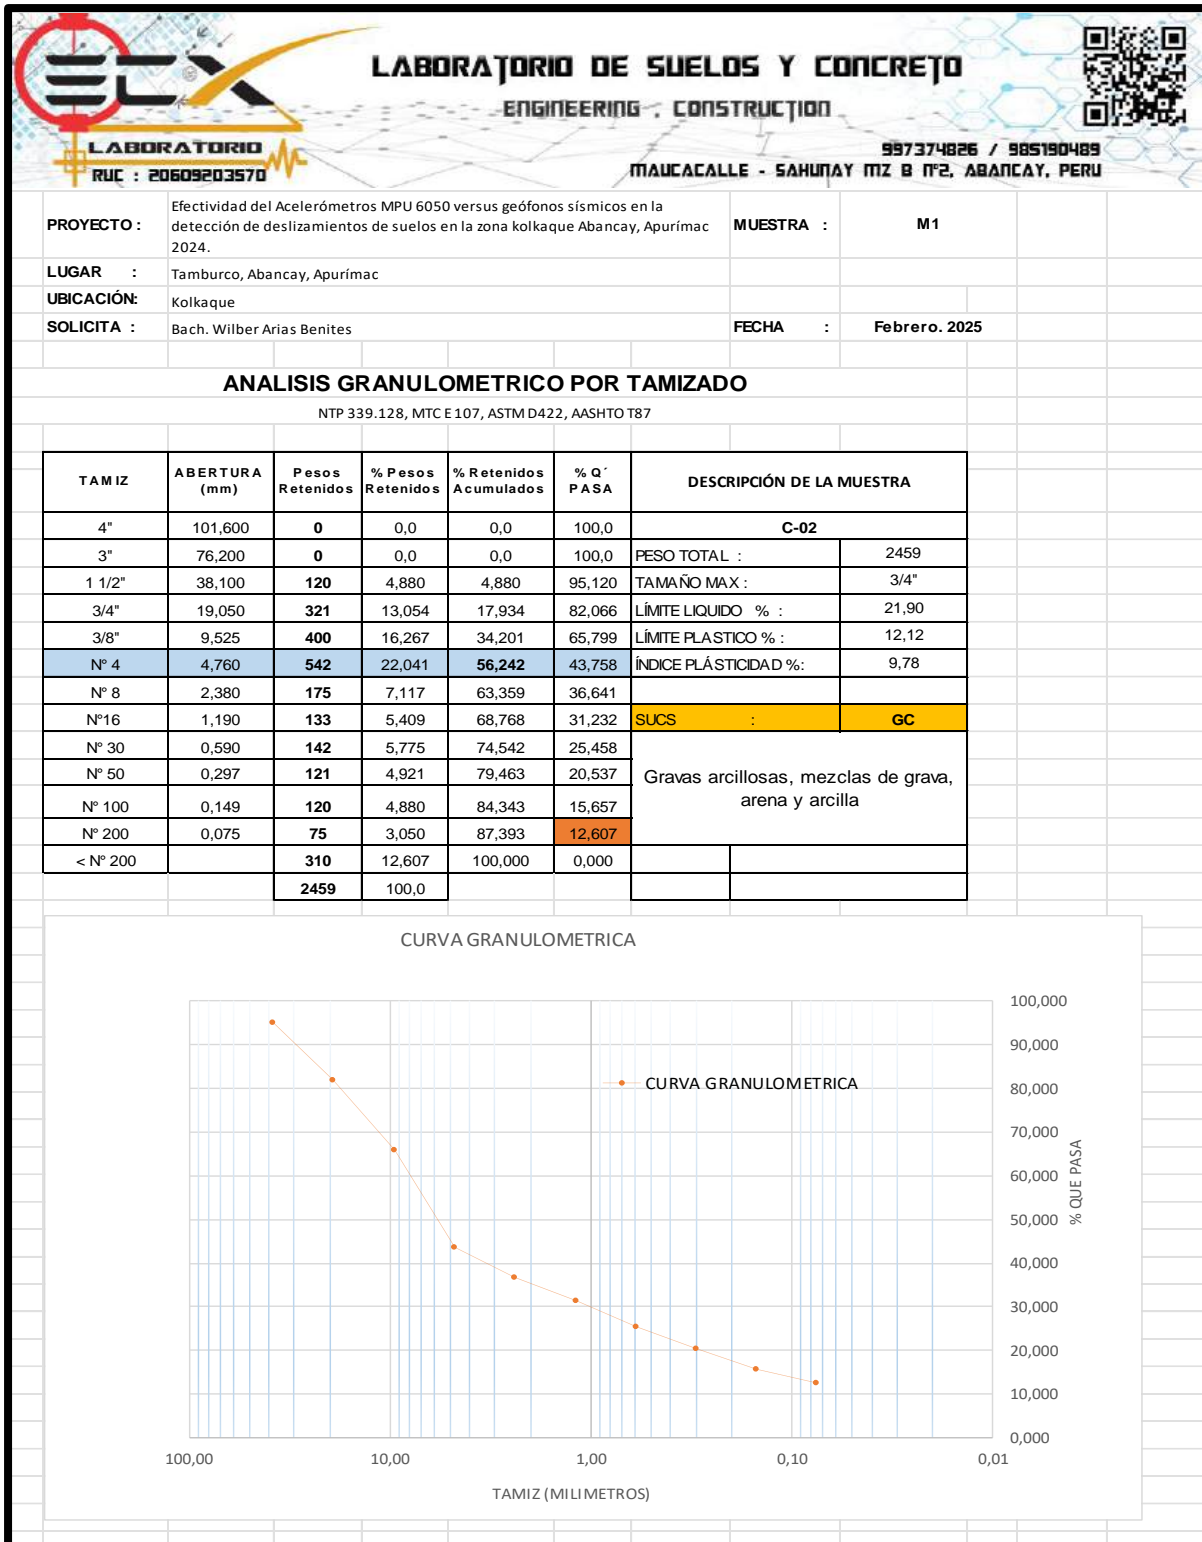 ECX
LABORATORIO
RUC : 20609203570
LABORATORIO DE SUELOS Y CONCRETO
ENGINEERING , CONSTRUCTION
997374826 / 985190489
MAUCACALLE - SAHUNAY MZ B N°2, ABANCAY, PERU
PROYECTO : Efectividad del Acelerómetros MPU 6050 versus geófonos sísmicos en la
detección de deslizamientos de suelos en la zona kolkaque Abancay, Apurímac
2024.
MUESTRA : M1
LUGAR : Tamburco, Abancay, Apurímac
UBICACIÓN: Kolkaque
SOLICITA : Bach. Wilber Arias Benites FECHA : Febrero. 2025
ANALISIS GRANULOMETRICO POR TAMIZADO
NTP 339.128, MTC E 107, ASTM D422, AASHTO T87
TAMIZ ABERTURA (mm) Pesos Retenidos % Pesos Retenidos % Retenidos Acumulados % Q´ PASA DESCRIPCIÓN DE LA MUESTRA
4" 101,600 0 0,0 0,0 100,0 C-02
3" 76,200 0 0,0 0,0 100,0 PESO TOTAL : 2459
1 1/2" 38,100 120 4,880 4,880 95,120 TAMAÑO MAX : 3/4"
3/4" 19,050 321 13,054 17,934 82,066 LÍMITE LIQUIDO % : 21,90
3/8" 9,525 400 16,267 34,201 65,799 LÍMITE PLASTICO % : 12,12
N° 4 4,760 542 22,041 56,242 43,758 ÍNDICE PLÁSTICIDAD %: 9,78
N° 8 2,380 175 7,117 63,359 36,641
N°16 1,190 133 5,409 68,768 31,232 SUCS : GC
N° 30 0,590 142 5,775 74,542 25,458
N° 50 0,297 121 4,921 79,463 20,537
Gravas arcillosas, mezclas de grava,
arena y arcilla
N° 100 0,149 120 4,880 84,343 15,657
N° 200 0,075 75 3,050 87,393 12,607
< N° 200 310 12,607 100,000 0,000
2459 100,0
CURVA GRANULOMETRICA
100,000
90,000
CURVA GRANULOMETRICA
80,000
70,000
60,000
50,000
40,000
30,000
20,000
10,000
0,000
% QUE PASA
100,00 10,00 1,00 0,10 0,01
TAMIZ (MILIMETROS)